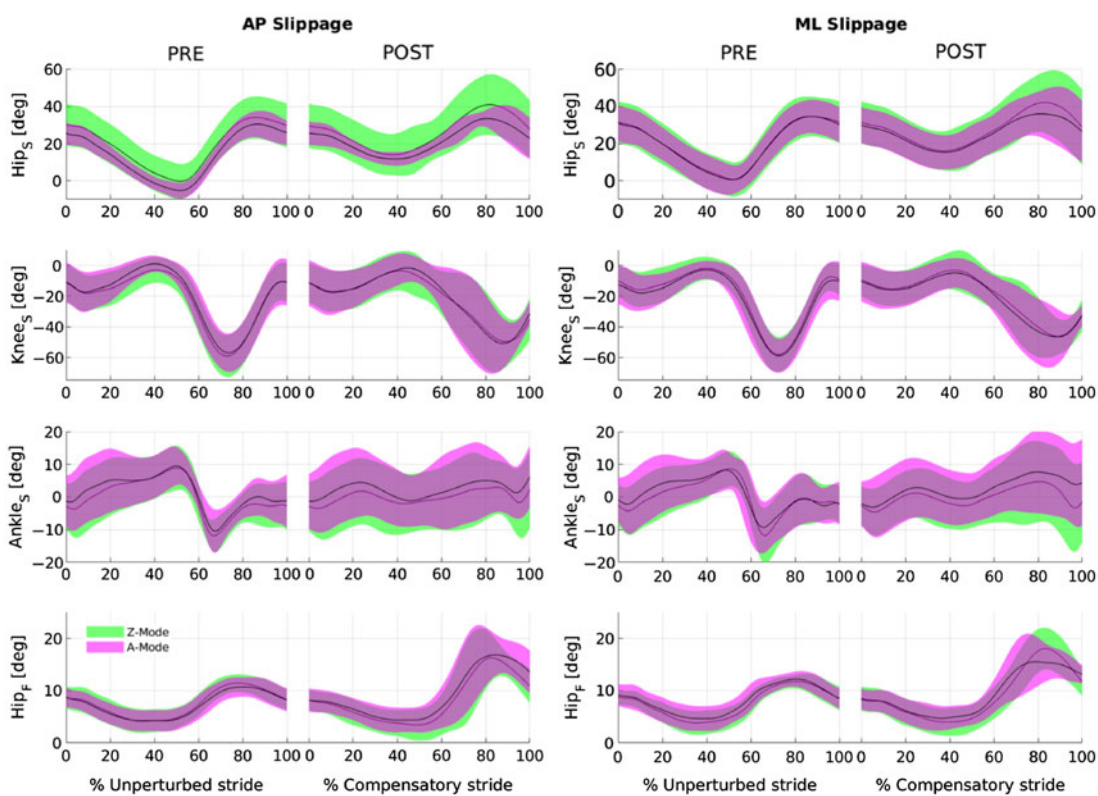 AP Slippage
ML Slippage
PRE
POST
PRE
POST
Hip_S [deg]
60
40
20
0
0 20 40 60 80 100
0 20 40 60 80 100
Hip_S [deg]
60
40
20
0
0 20 40 60 80 100
0 20 40 60 80 100
Knee_S [deg]
0
−20
−40
−60
0 20 40 60 80 100
0 20 40 60 80 100
Knee_S [deg]
0
−20
−40
−60
0 20 40 60 80 100
0 20 40 60 80 100
Ankle_S [deg]
20
10
0
−10
−20
0 20 40 60 80 100
0 20 40 60 80 100
Ankle_S [deg]
20
10
0
−10
−20
0 20 40 60 80 100
0 20 40 60 80 100
Hip_F [deg]
20
10
0
Z-Mode
A-Mode
0 20 40 60 80 100
0 20 40 60 80 100
Hip_F [deg]
20
10
0
0 20 40 60 80 100
0 20 40 60 80 100
% Unperturbed stride
% Compensatory stride
% Unperturbed stride
% Compensatory stride